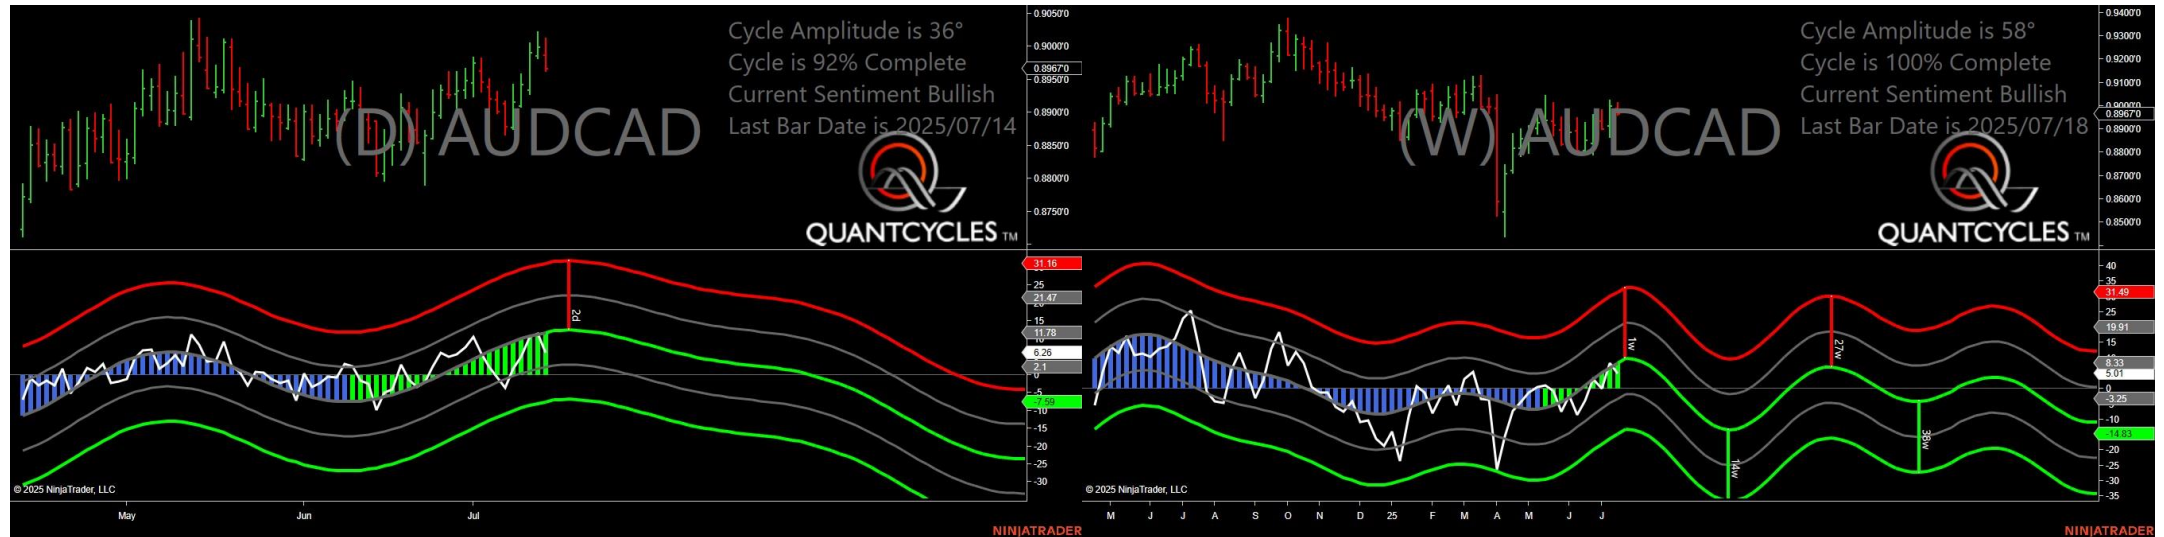 Cycle Amplitude is 36°
Cycle is 92% Complete
Current Sentiment Bullish
Last Bar Date is 2025/07/14
(D) AUDCAD
QUANTCYCLES TM
0.9050'0
0.9000'0
0.8967'0
0.8950'0
0.8900'0
0.8850'0
0.8800'0
0.8750'0
2d
31.16
25
21.47
15
11.78
6.26
2.1
0
-5
-7.59
-10
-15
-20
-25
-30
© 2025 NinjaTrader, LLC
May
Jun
Jul
NINJATRADER
Cycle Amplitude is 58°
Cycle is 100% Complete
Current Sentiment Bullish
Last Bar Date is 2025/07/18
(W) AUDCAD
QUANTCYCLES TM
0.9400'0
0.9300'0
0.9200'0
0.9100'0
0.9000'0
0.8967'0
0.8900'0
0.8800'0
0.8700'0
0.8600'0
0.8500'0
1w
14w
27w
38w
40
35
31.49
25
19.91
15
8.33
5.01
0
-3.25
-10
-14.83
-20
-25
-30
-35
© 2025 NinjaTrader, LLC
M
J
J
A
S
O
N
D
25
F
M
A
M
J
J
NINJATRADER